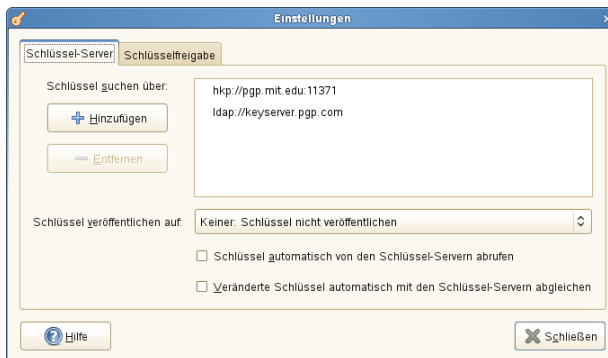 Einstellungen
Schlüssel-Server
Schlüsselfreigabe
Schlüssel suchen über:
Hinzufügen
Entfernen
hkp://pgp.mit.edu:11371
ldap://keyserver.pgp.com
Schlüssel veröffentlichen auf:
Keiner: Schlüssel nicht veröffentlichen
Schlüssel automatisch von den Schlüssel-Servern abrufen
Veränderte Schlüssel automatisch mit den Schlüssel-Servern abgleichen
Hilfe
Schließen